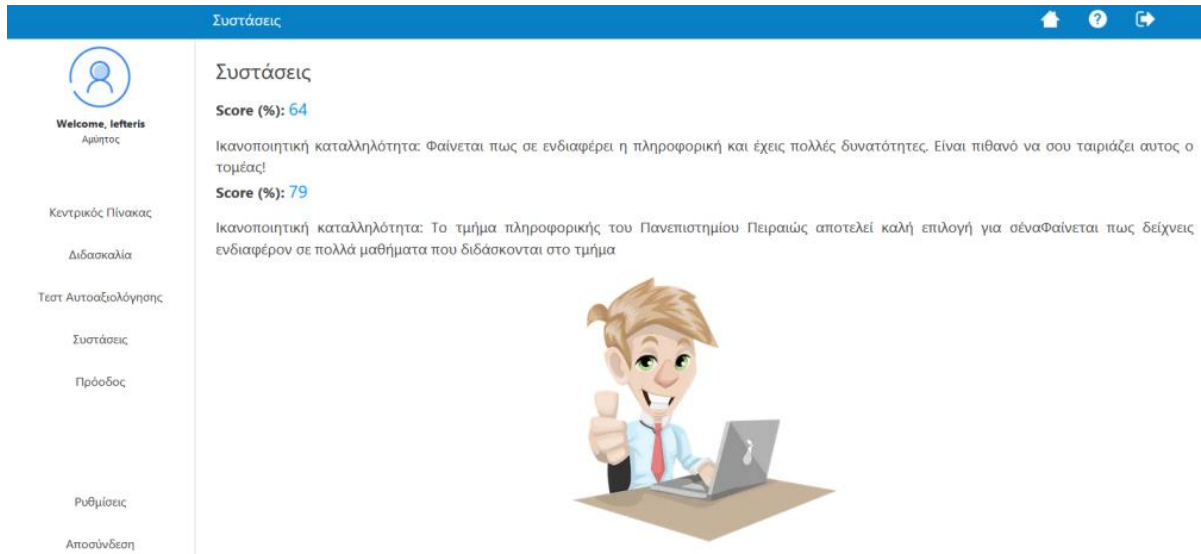 Συστάσεις
?
Welcome, lefteris
Αμύητος
Κεντρικός Πίνακας
Διδασκαλία
Τεστ Αυτοαξιολόγησης
Συστάσεις
Πρόοδος
Ρυθμίσεις
Αποσύνδεση
Συστάσεις
Score (%): 64
Ικανοποιητική καταλληλότητα: Φαίνεται πως σε ενδιαφέρει η πληροφορική και έχεις πολλές δυνατότητες. Είναι πιθανό να σου ταιριάζει αυτος ο
τομέας!
Score (%): 79
Ικανοποιητική καταλληλότητα: Το τμήμα πληροφορικής του Πανεπιστημίου Πειραιώς αποτελεί καλή επιλογή για σέναΦαίνεται πως δείχνεις
ενδιαφέρον σε πολλά μαθήματα που διδάσκονται στο τμήμα